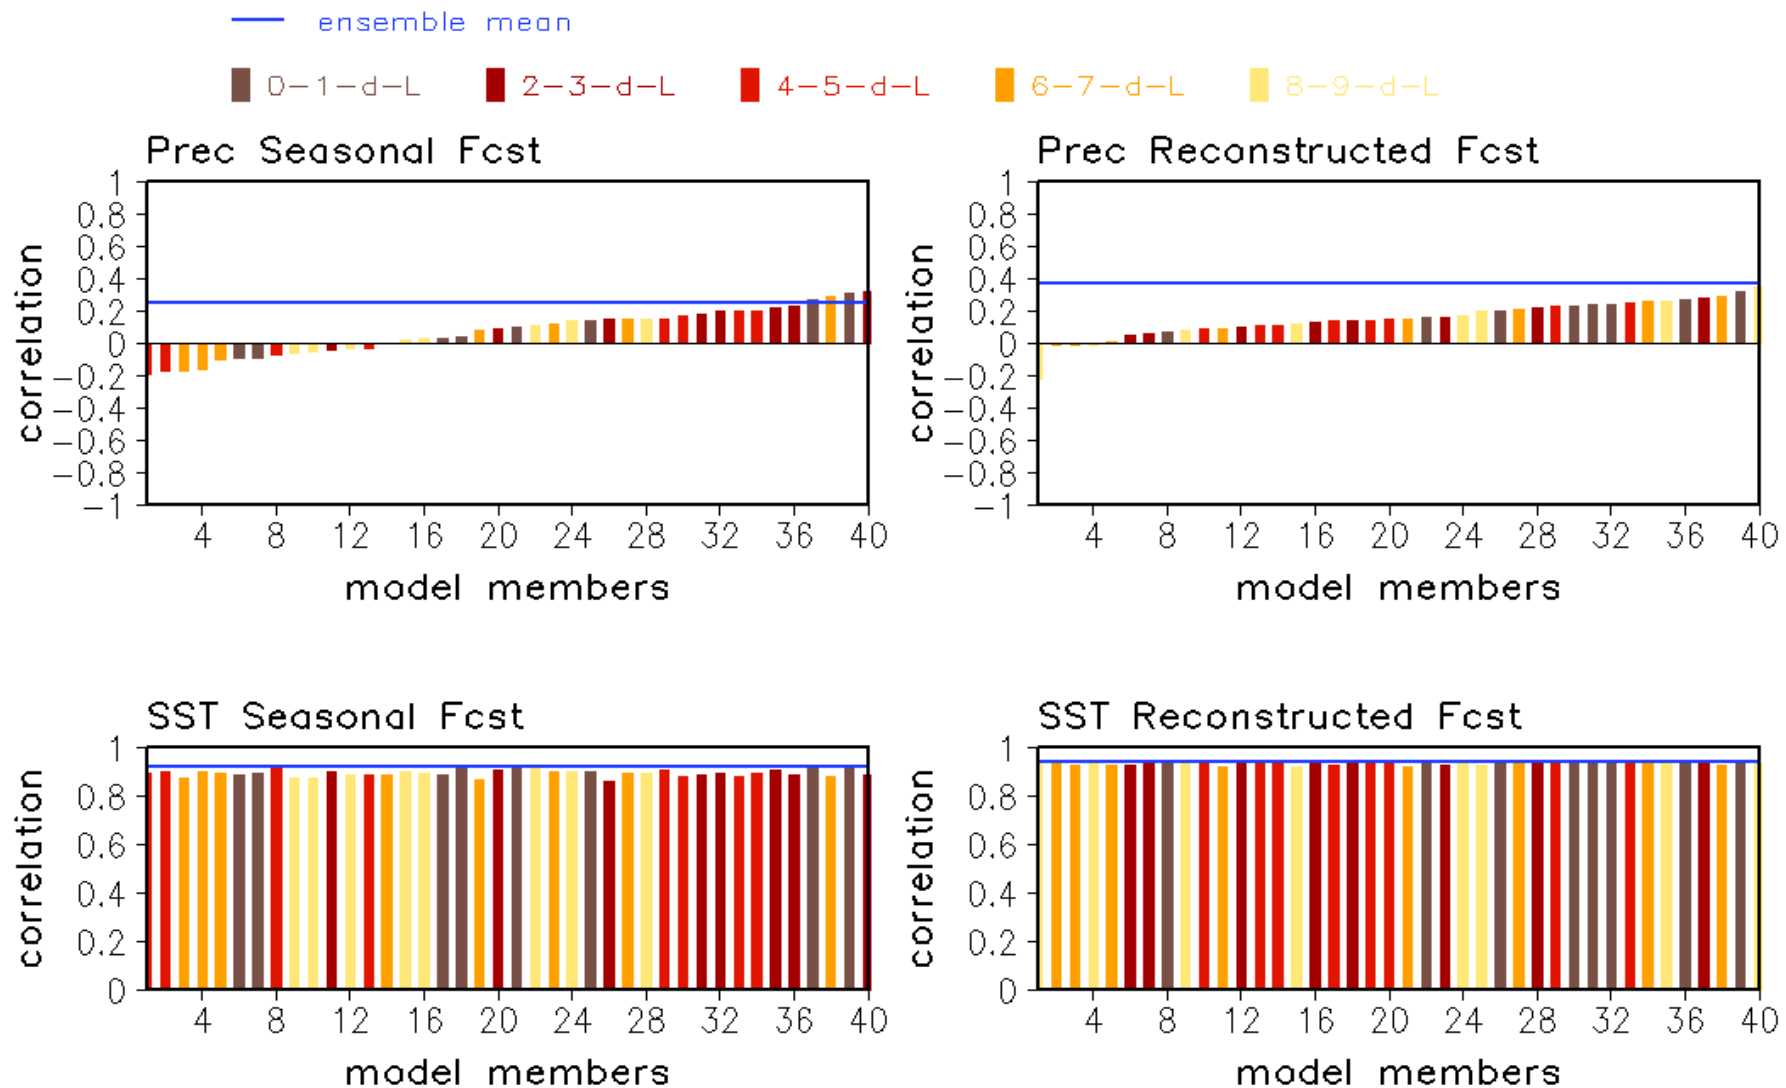 ensemble mean
0-1-d-L 2-3-d-L 4-5-d-L 6-7-d-L 8-9-d-L
Prec Seasonal Fcst
1
0.8
0.6
0.4
0.2
0
-0.2
-0.4
-0.6
-0.8
-1
correlation
4 8 12 16 20 24 28 32 36 40
model members
Prec Reconstructed Fcst
1
0.8
0.6
0.4
0.2
0
-0.2
-0.4
-0.6
-0.8
-1
correlation
4 8 12 16 20 24 28 32 36 40
model members
SST Seasonal Fcst
1
0.8
0.6
0.4
0.2
0
correlation
4 8 12 16 20 24 28 32 36 40
model members
SST Reconstructed Fcst
1
0.8
0.6
0.4
0.2
0
correlation
4 8 12 16 20 24 28 32 36 40
model members